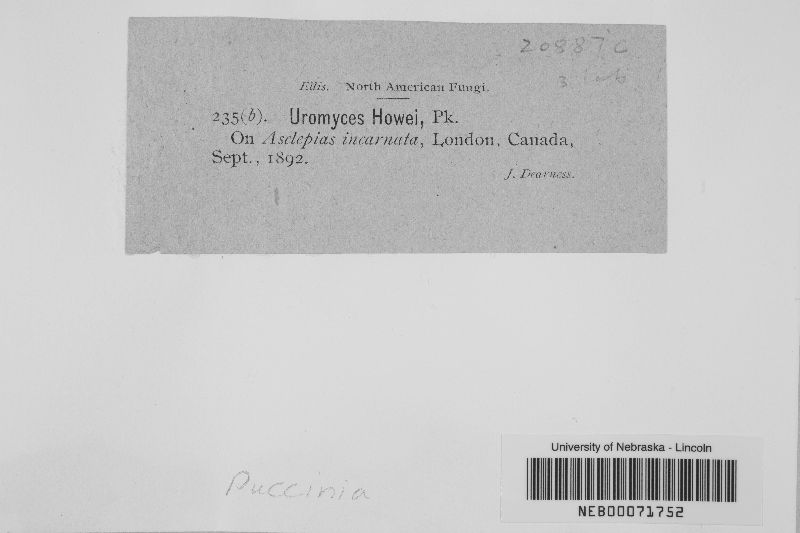 20887c
3
Ellis. North American Fungi.
235(b). Uromyces Howei, Pk.
On Asclepias incarnata, London, Canada,
Sept., 1892.
J. Dearness.
Puccinia
University of Nebraska - Lincoln
NEB00071752